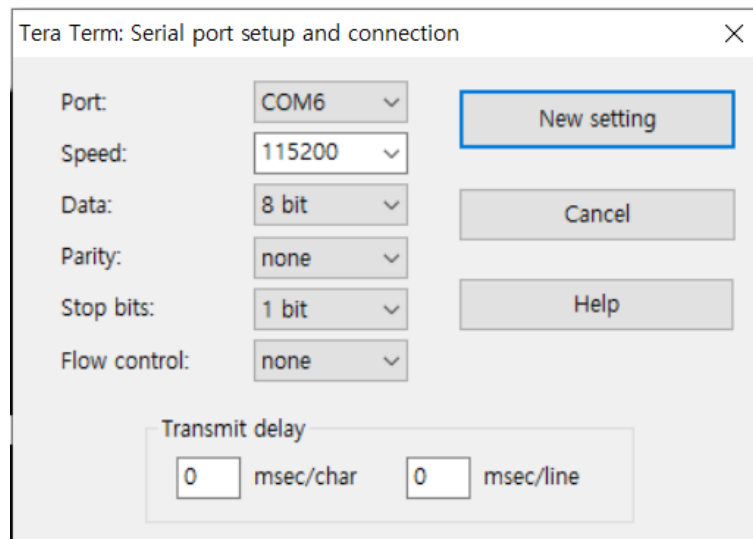 Tera Term: Serial port setup and connection
Port: COM6 New setting
Speed: 115200
Data: 8 bit Cancel
Parity: none
Stop bits: 1 bit Help
Flow control: none
Transmit delay
0 msec/char 0 msec/line